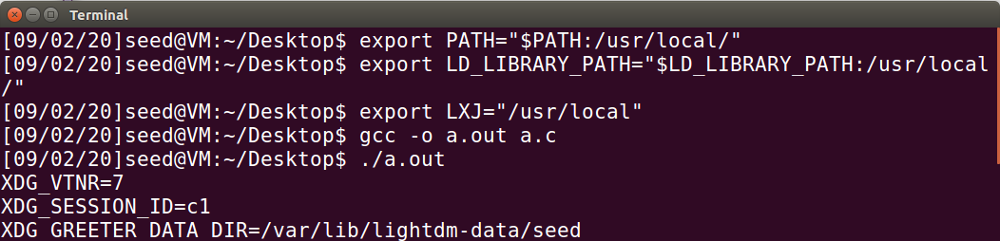 Terminal
[09/02/20]seed@VM:~/Desktop$ export PATH="$PATH:/usr/local/"
[09/02/20]seed@VM:~/Desktop$ export LD_LIBRARY_PATH="$LD_LIBRARY_PATH:/usr/local
/"
[09/02/20]seed@VM:~/Desktop$ export LXJ="/usr/local"
[09/02/20]seed@VM:~/Desktop$ gcc -o a.out a.c
[09/02/20]seed@VM:~/Desktop$ ./a.out
XDG_VTNR=7
XDG_SESSION_ID=c1
XDG_GREETER_DATA_DIR=/var/lib/lightdm-data/seed